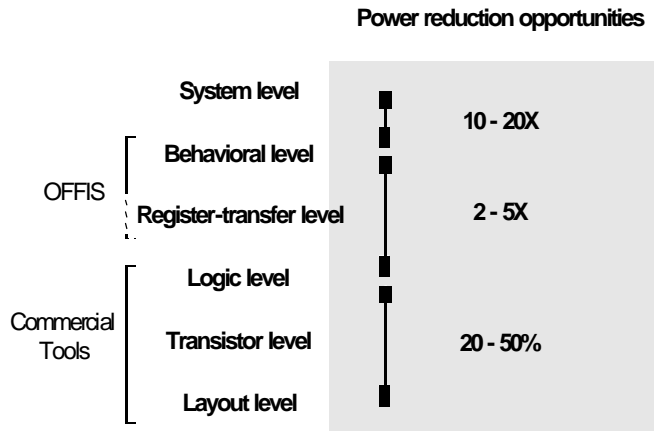 Power reduction opportunities
System level
10 - 20X
Behavioral level
OFFIS
Register-transfer level
2 - 5X
Logic level
Commercial
Tools
Transistor level
20 - 50%
Layout level